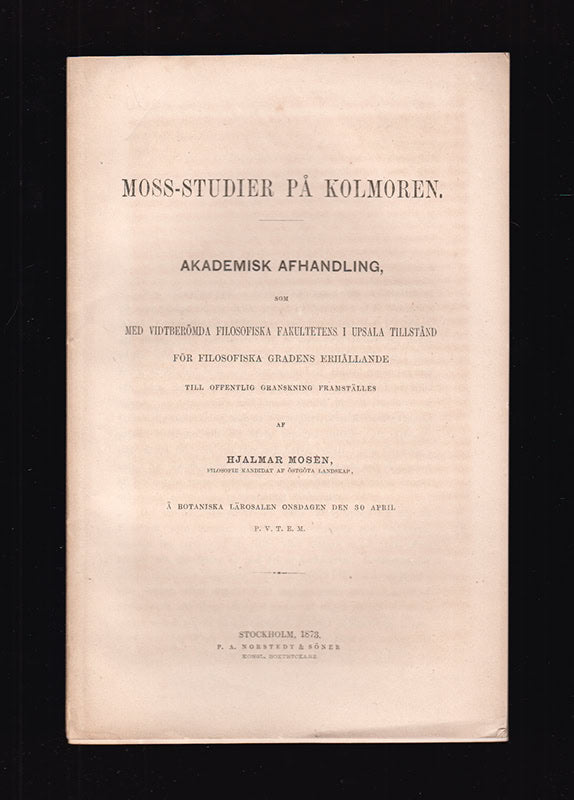 MOSS-STUDIER PÅ KOLMOREN.
AKADEMISK AFHANDLING,
SOM
MED VIDTBERÖMDA FILOSOFISKA FAKULTETENS I UPSALA TILLSTÅND
FÖR FILOSOFISKA GRADENS ERHÅLLANDE
TILL OFFENTLIG GRANSKNING FRAMSTÄLLES
AF
HJALMAR MOSÉN,
FILOSOFIE KANDIDAT AF ÖSTGÖTA LANDSKAP,
Å BOTANISKA LÄROSALEN ONSDAGEN DEN 30 APRIL
P. V. T. E. M.
STOCKHOLM, 1873.
P. A. NORSTEDT & SÖNER
KONGL. BOKTRYCKARE.